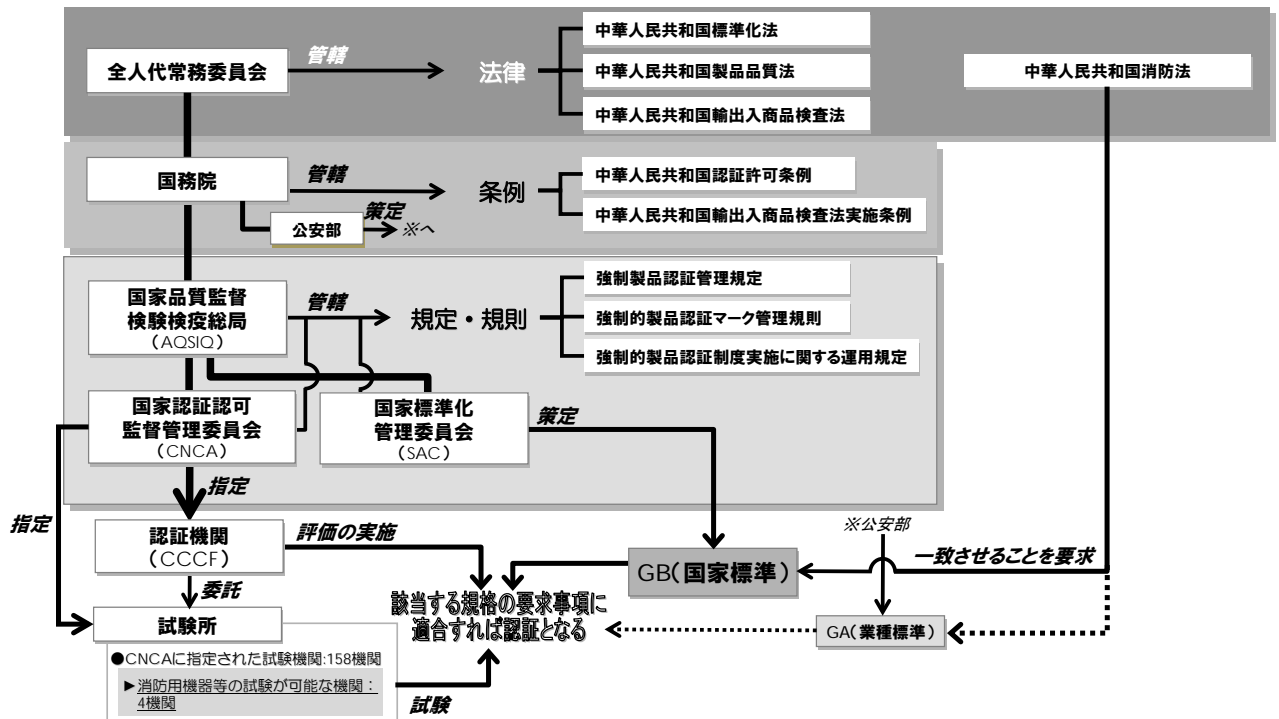 全人代常務委員会
管轄
法律
中華人民共和国標準化法
中華人民共和国製品品質法
中華人民共和国輸出入商品検査法
中華人民共和国消防法
国務院
管轄
条例
中華人民共和国認証許可条例
中華人民共和国輸出入商品検査法実施条例
公安部
策定
※へ
国家品質監督
検験検疫総局
(AQSIQ)
管轄
規定・規則
強制製品認証管理規定
強制的製品認証マーク管理規則
強制的製品認証制度実施に関する運用規定
国家認証認可
監督管理委員会
(CNCA)
国家標準化
管理委員会
(SAC)
策定
指定
指定
認証機関
(CCCF)
評価の実施
委託
試験所
●CNCAに指定された試験機関:158機関
▶消防用機器等の試験が可能な機関：
4機関
試験
該当する規格の要求事項に
適合すれば認証となる
GB(国家標準)
※公安部
一致させることを要求
GA(業種標準)